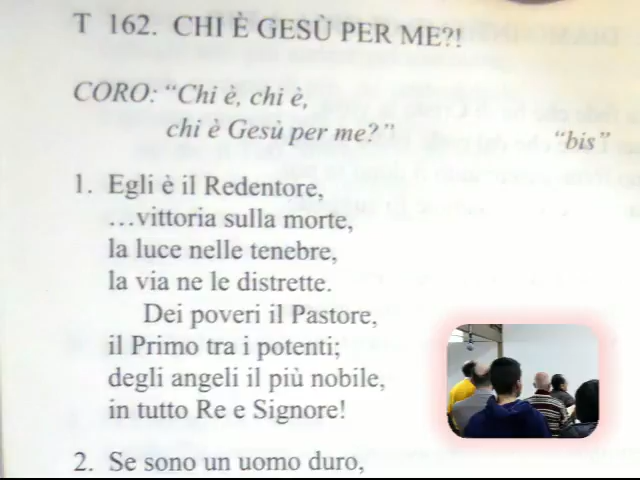 T 162. CHI È GESÙ PER ME?!
CORO: “Chi è, chi è,
chi è Gesù per me?” “bis”
1. Egli è il Redentore,
…vittoria sulla morte,
la luce nelle tenebre,
la via ne le distrette.
Dei poveri il Pastore,
il Primo tra i potenti;
degli angeli il più nobile,
in tutto Re e Signore!
2. Se sono un uomo duro,